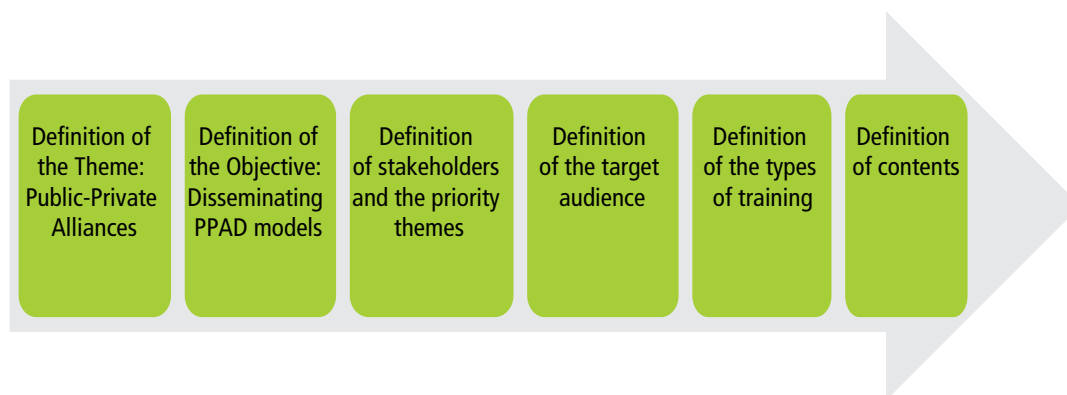 Definition of
the Theme:
Public-Private
Alliances
Definition of
the Objective:
Disseminating
PPAD models
Definition
of stakeholders
and the priority
themes
Definition
of the target
audience
Definition
of the types
of training
Definition
of contents